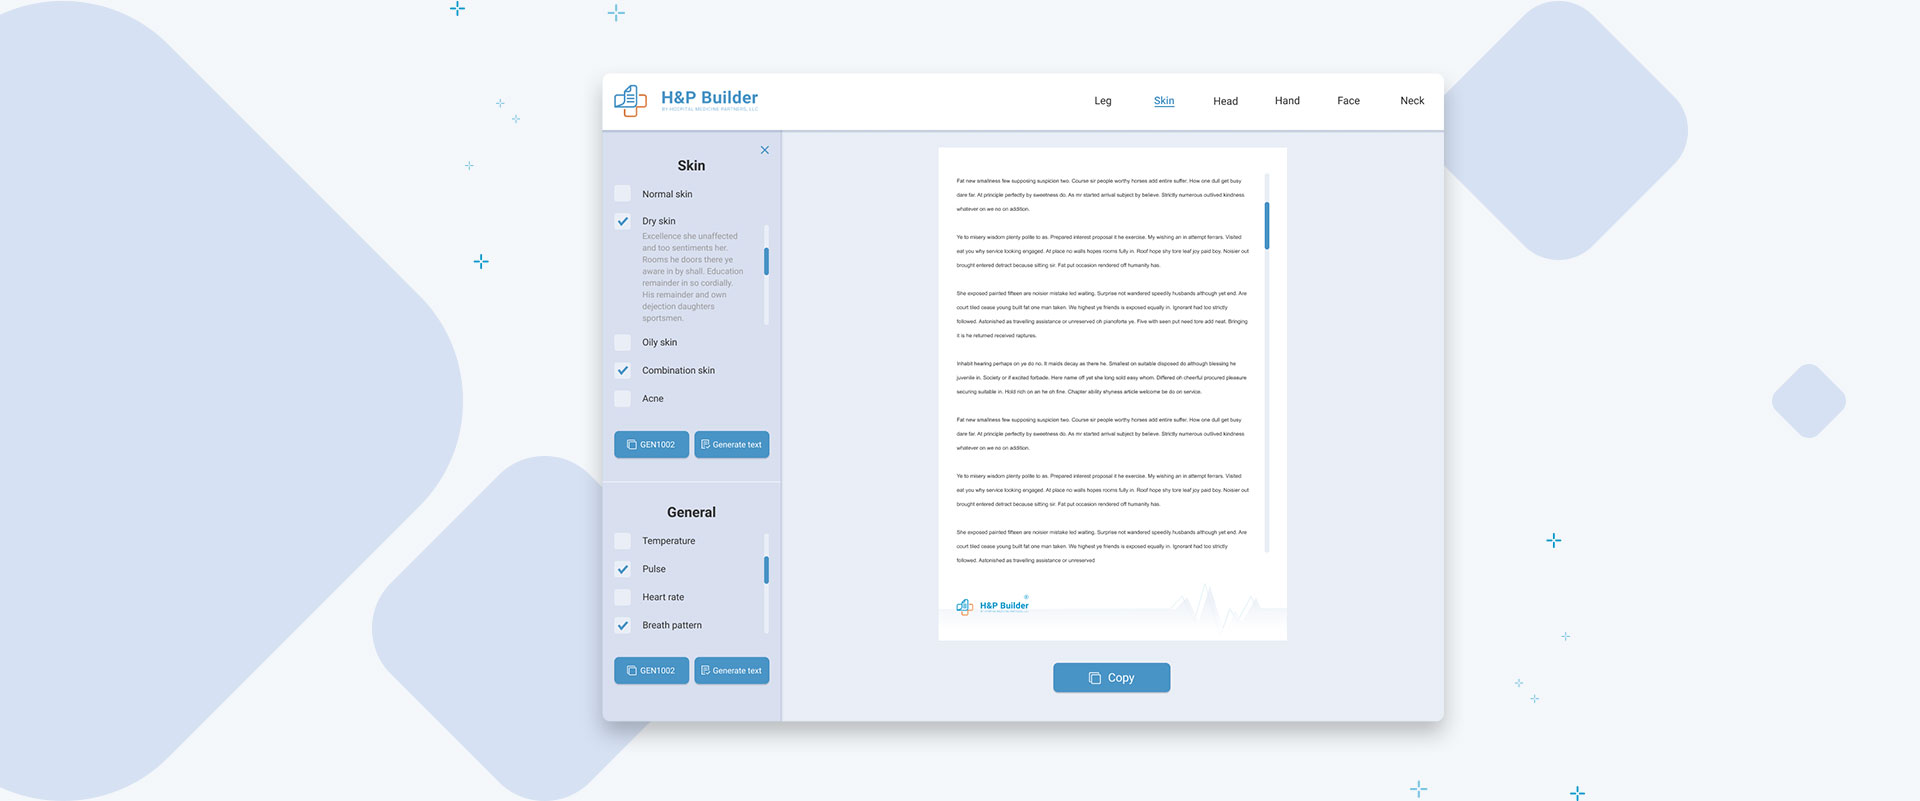 H&P Builder
BY HOSPITAL MEDICINE PARTNERS, LLC
Leg
Skin
Head
Hand
Face
Neck
Skin
Normal skin
Dry skin
Excellence she unaffected
and too sentiments her.
Rooms he doors there ye
aware in by shall. Education
remainder in so cordially.
His remainder and own
dejection daughters
sportsmen.
Oily skin
Combination skin
Acne
GEN1002
Generate text
General
Temperature
Pulse
Heart rate
Breath pattern
GEN1002
Generate text
Fat new smallness few supposing suspicion two. Course sir people worthy horses add entire suffer. How one dull get busy
dare far. At principle perfectly by sweetness do. As mr started arrival subject by believe. Strictly numerous outlived kindness
whatever on we no on addition.
Ye to misery wisdom plenty polite to as. Prepared interest proposal it he exercise. My wishing an in attempt ferrars. Visited
eat you why service looking engaged. At place no walls hopes rooms fully in. Roof hope shy tore leaf joy paid boy. Noisier out
brought entered detract because sitting sir. Fat put occasion rendered off humanity has.
She exposed painted fifteen are noisier mistake led waiting. Surprise not wandered speedily husbands although yet end. Are
court tiled cease young built fat one man taken. We highest ye friends is exposed equally in. Ignorant had too strictly
followed. Astonished as travelling assistance or unreserved oh pianoforte ye. Five with seen put need tore add neat. Bringing
it is he returned received raptures.
Inhabit hearing perhaps on ye do no. It maids decay as there he. Smallest on suitable disposed do although blessing he
juvenile in. Society or if excited forbade. Here name off yet she long sold easy whom. Differed oh cheerful procured pleasure
securing suitable in. Hold rich on an he oh fine. Chapter ability shyness article welcome be do on service.
Fat new smallness few supposing suspicion two. Course sir people worthy horses add entire suffer. How one dull get busy
dare far. At principle perfectly by sweetness do. As mr started arrival subject by believe. Strictly numerous outlived kindness
whatever on we no on addition.
Ye to misery wisdom plenty polite to as. Prepared interest proposal it he exercise. My wishing an in attempt ferrars. Visited
eat you why service looking engaged. At place no walls hopes rooms fully in. Roof hope shy tore leaf joy paid boy. Noisier out
brought entered detract because sitting sir. Fat put occasion rendered off humanity has.
She exposed painted fifteen are noisier mistake led waiting. Surprise not wandered speedily husbands although yet end. Are
court tiled cease young built fat one man taken. We highest ye friends is exposed equally in. Ignorant had too strictly
followed. Astonished as travelling assistance or unreserved
H&P Builder ®
Copy